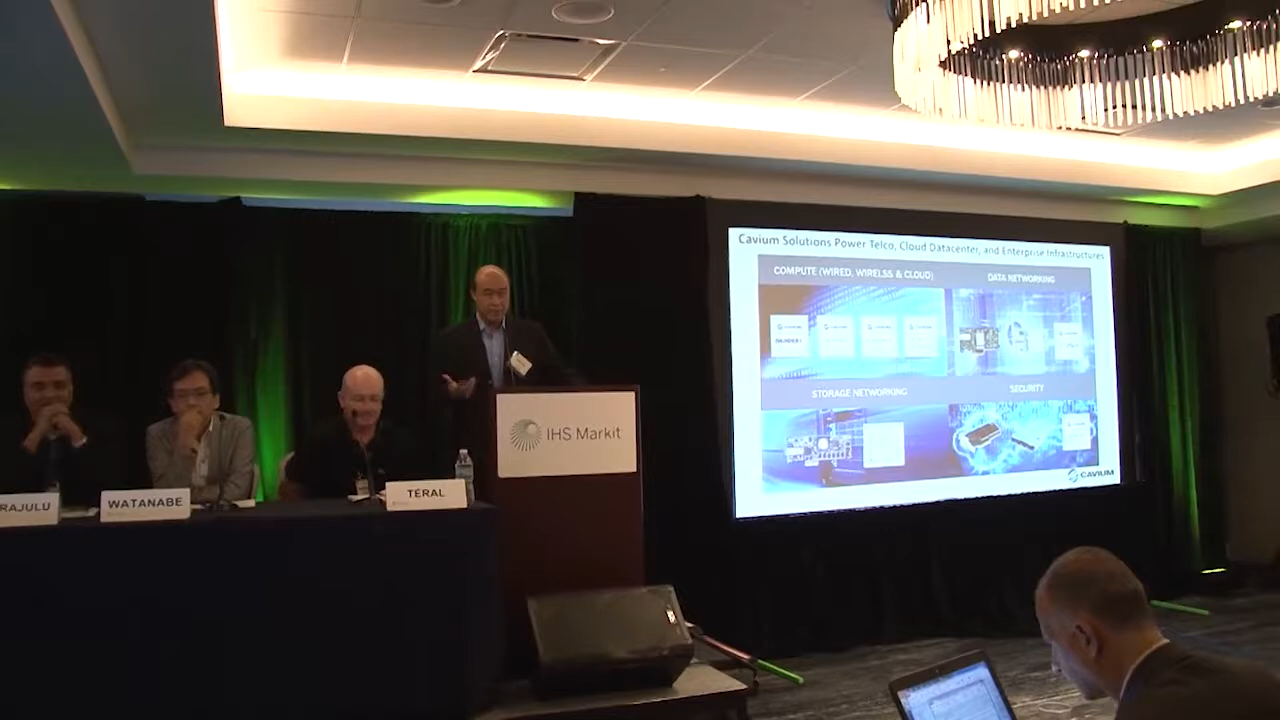 Cavium Solutions Power Telco, Cloud Datacenter, and Enterprise Infrastructures
COMPUTE (WIRED, WIRELSS & CLOUD)
DATA NETWORKING
STORAGE NETWORKING
SECURITY
CAVIUM
IHS Markit
RAJULU
WATANABE
TÉRAL